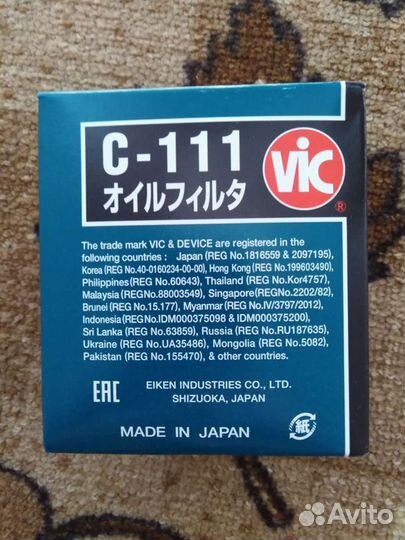 C-111
オイルフィルタ
VIC
®
The trade mark VIC & DEVICE are registered in the
following countries : Japan (REG No.1816559 & 2097195),
Korea (REG No.40-0160234-00-00), Hong Kong (REG No.199603490),
Philippines(REG No.60643), Thailand (REG No.Kor4757),
Malaysia(REG No.88003549), Singapore(REGNo.2202/82),
Brunei(REG No.15.177), Myanmar(REG No.IV/3797/2012),
Indonesia(REG No.IDM000375098 & IDM000375200),
Sri Lanka (REG No.63859), Russia (REG No.RU187635),
Ukraine (REG No.UA35486), Mongolia (REG No.5082),
Pakistan (REG No.155470), & other countries.
EAC
EIKEN INDUSTRIES CO., LTD.
SHIZUOKA, JAPAN
MADE IN JAPAN
紙
Avito